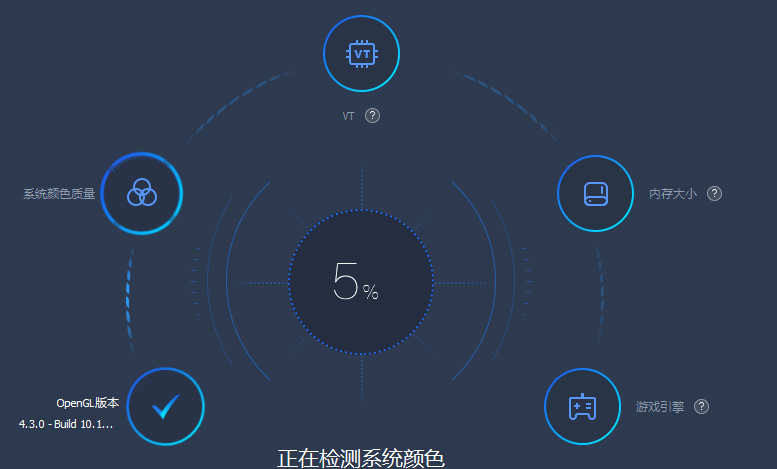 VT
VT ?
系统颜色质量
内存大小 ?
5%
OpenGL版本
4.3.0 - Build 10.1...
游戏引擎 ?
正在检测系统颜色